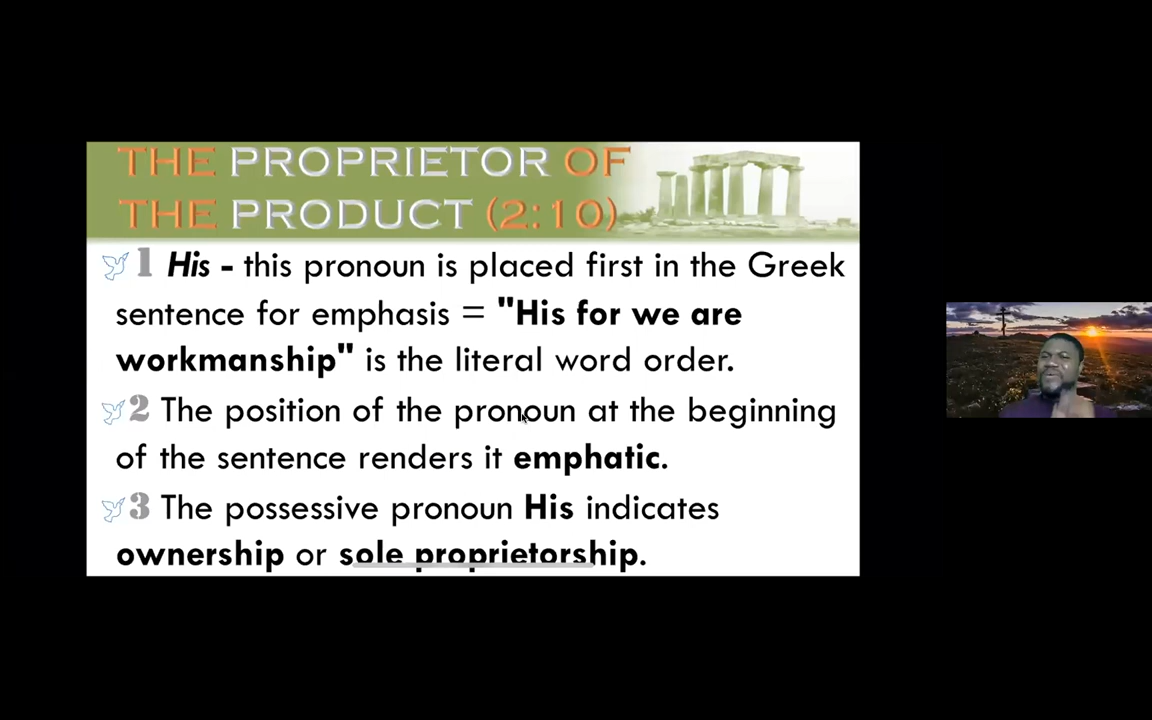 THE PROPRIETOR OF
THE PRODUCT (2:10)
1 His - this pronoun is placed first in the Greek
sentence for emphasis = "His for we are
workmanship" is the literal word order.
2 The position of the pronoun at the beginning
of the sentence renders it emphatic.
3 The possessive pronoun His indicates
ownership or sole proprietorship.